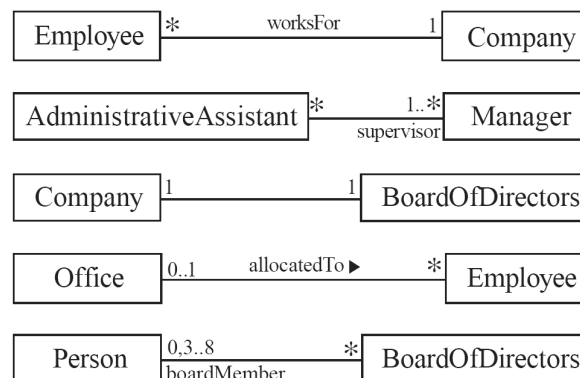 Employee * worksFor 1 Company
AdministrativeAssistant * 1..* Manager
supervisor
Company 1 1 BoardOfDirectors
Office 0..1 allocatedTo ▶ * Employee
Person 0,3..8 * BoardOfDirectors
boardMember